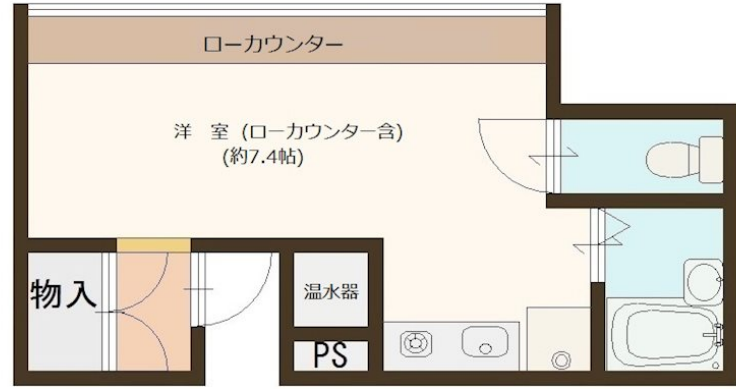 ローカウンター
洋 室 (ローカウンター含)
(約7.4帖)
物入
温水器
PS